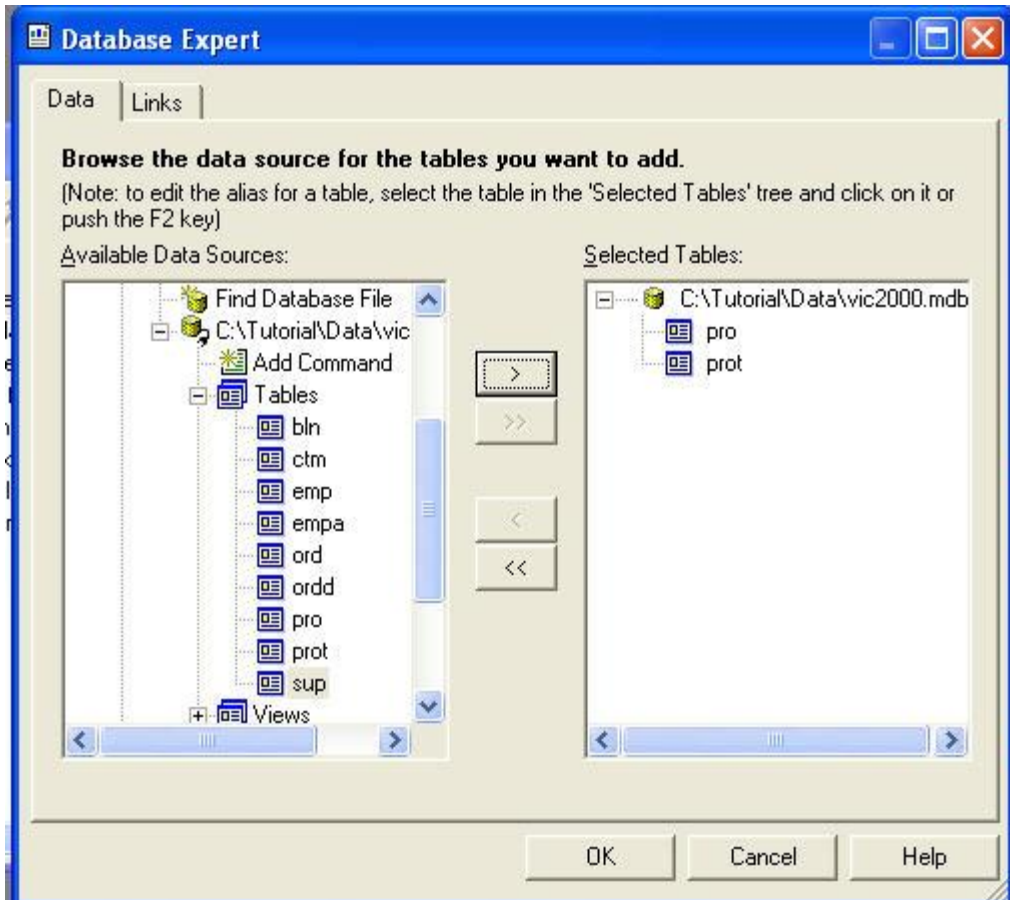 Database Expert
Data
Links
Browse the data source for the tables you want to add.
(Note: to edit the alias for a table, select the table in the 'Selected Tables' tree and click on it or
push the F2 key)
Available Data Sources:
Find Database File
C:\Tutorial\Data\vic
Add Command
Tables
bln
ctm
emp
empa
ord
ordd
pro
prot
sup
Views
>
>>
<
<<
Selected Tables:
C:\Tutorial\Data\vic2000.mdb
pro
prot
OK
Cancel
Help